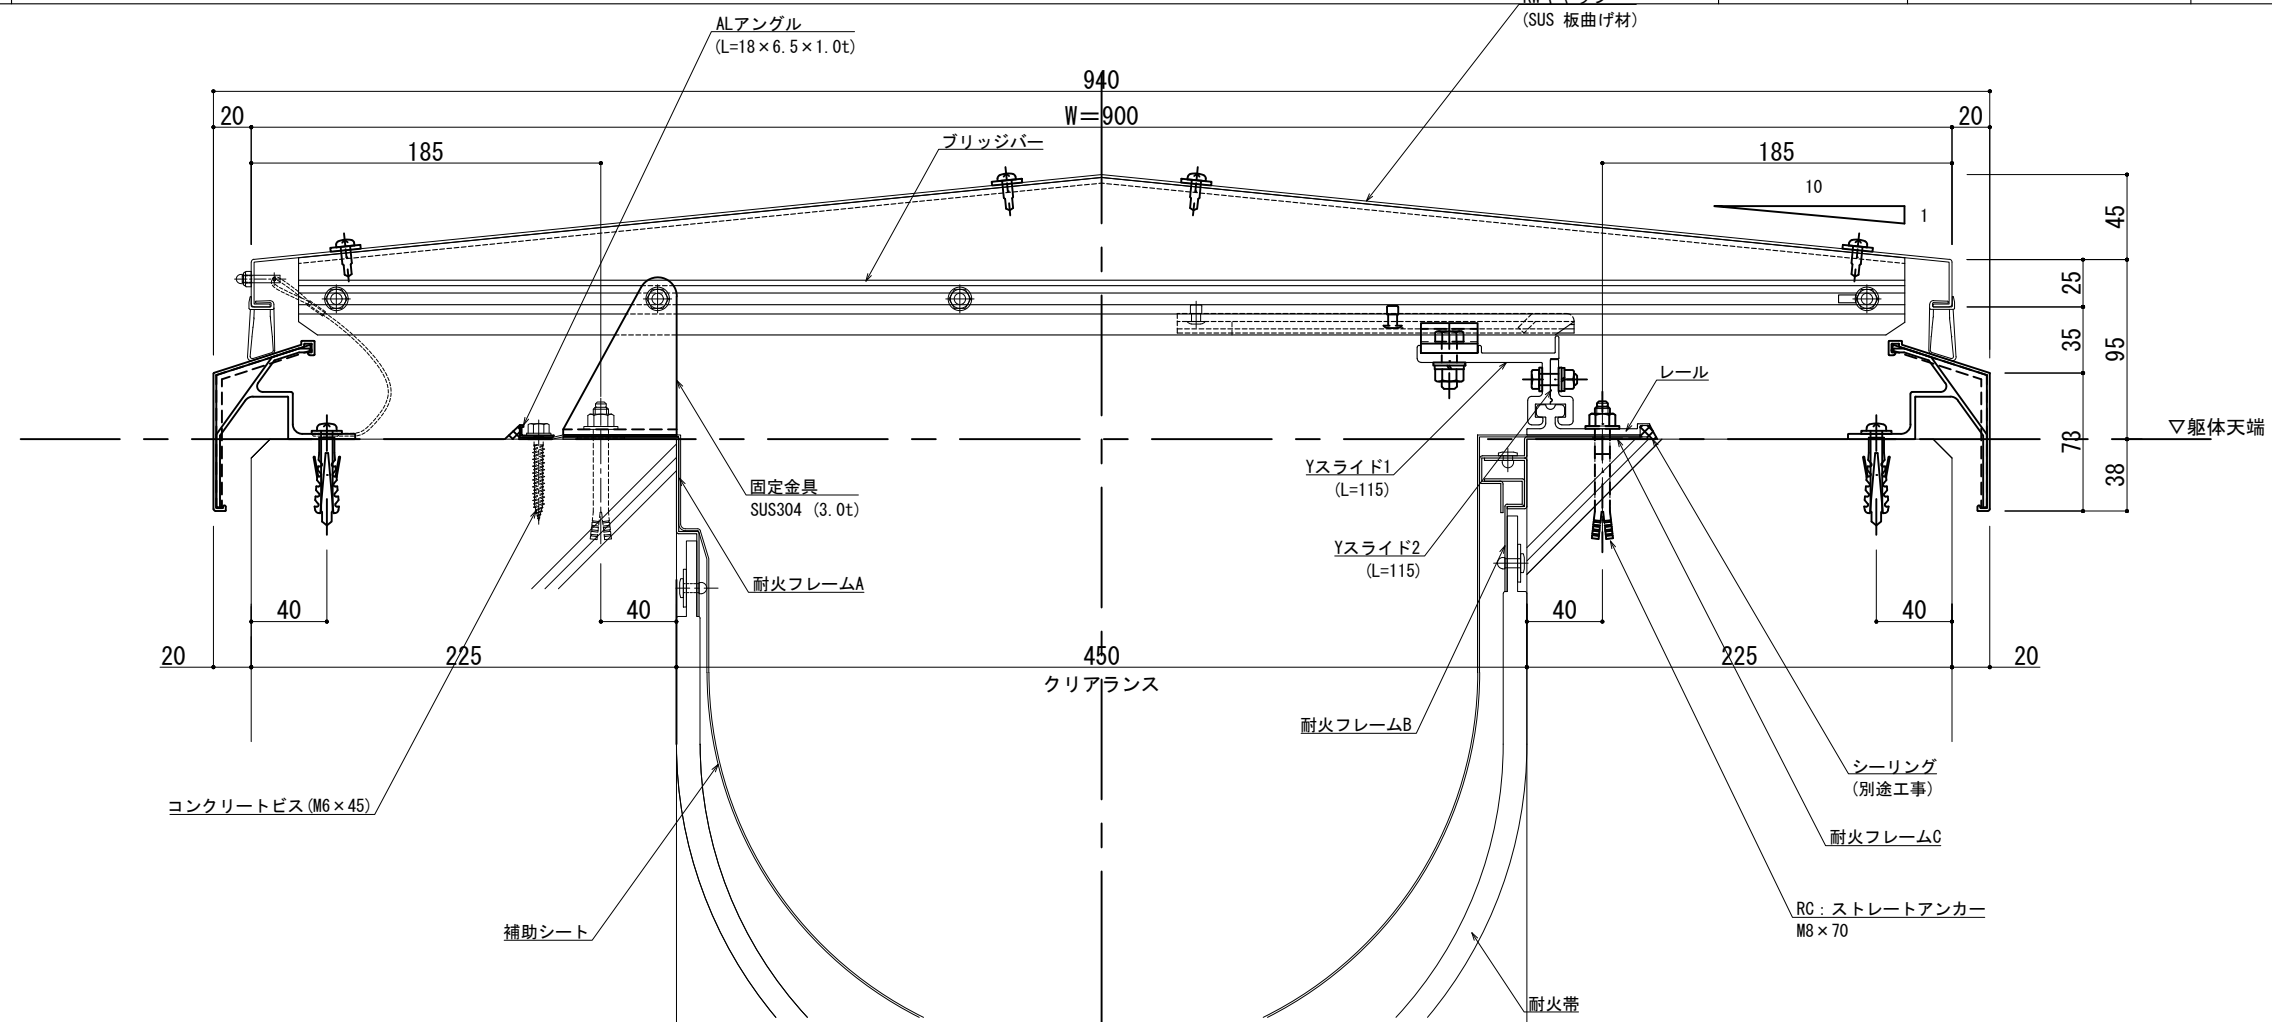 ALアングル
(L=18×6.5×1.0t)
(SUS 板曲げ材)
940
20
W=900
20
185
ブリッジバー
185
10
1
45
25
35
95
レール
▽躯体天端
73
38
Yスライド1
(L=115)
固定金具
SUS304 (3.0t)
Yスライド2
(L=115)
耐火フレームA
40
40
40
40
20
225
450
225
20
クリアランス
耐火フレームB
シーリング
(別途工事)
コンクリートビス(M6×45)
耐火フレームC
RC：ストレートアンカー
M8×70
補助シート
耐火帯